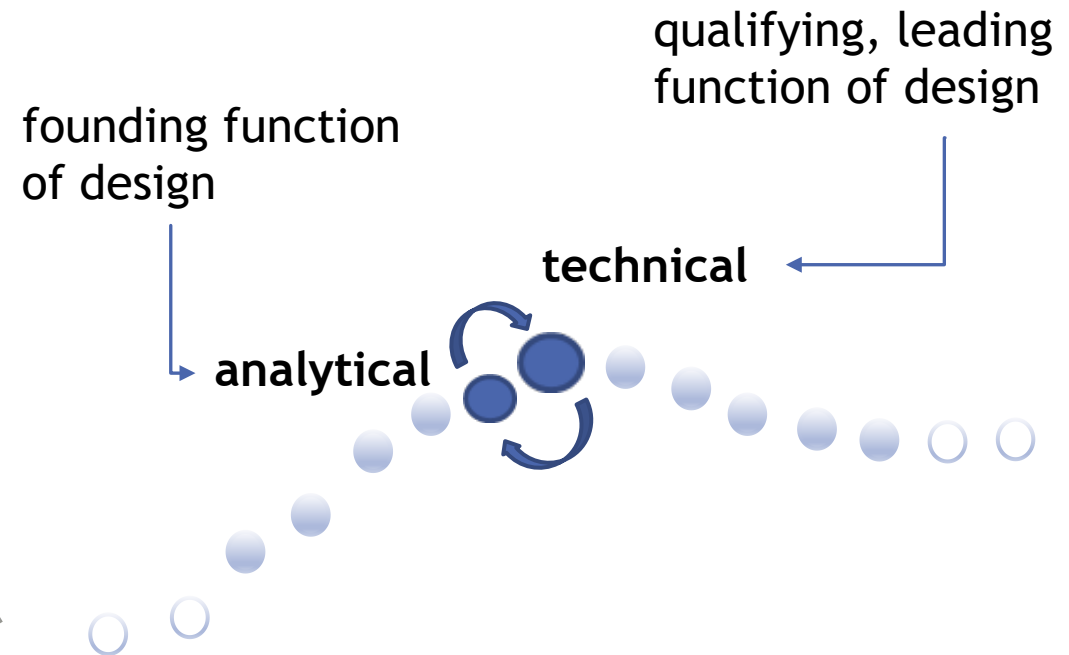 qualifying, leading
function of design
founding function
of design
technical
analytical